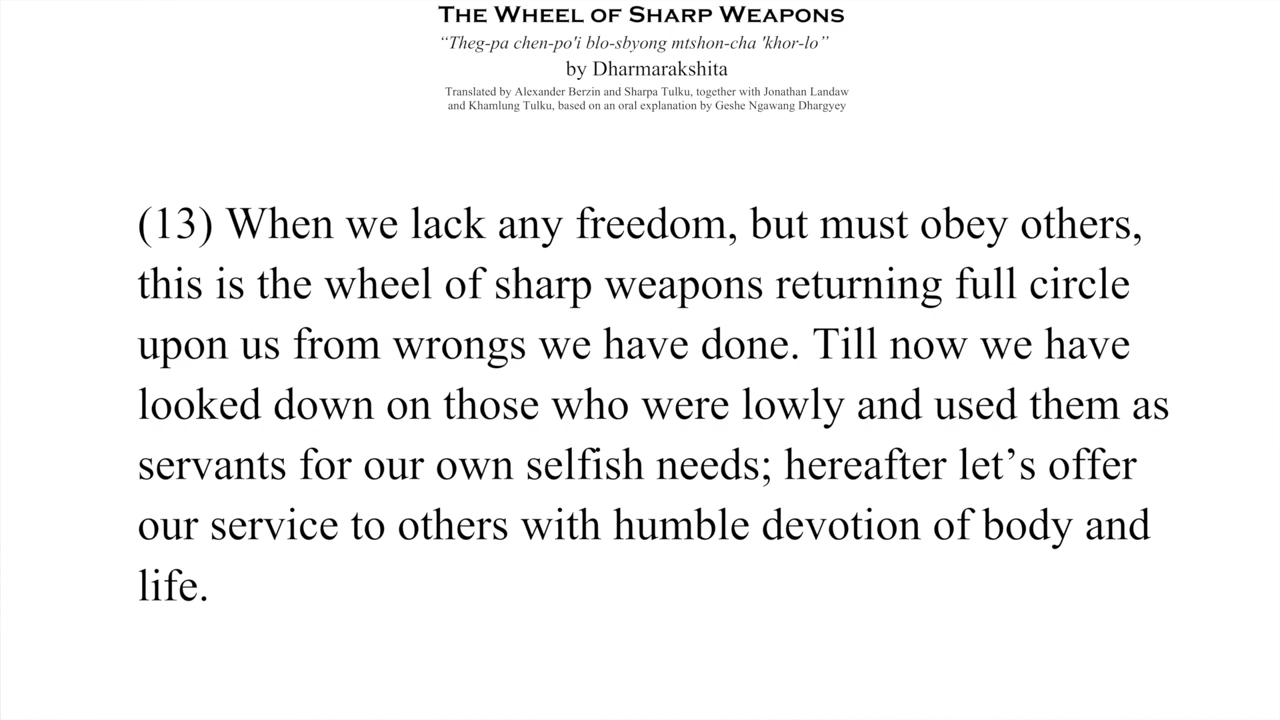 The Wheel of Sharp Weapons
“Theg-pa chen-po'i blo-sbyong mtshon-cha 'khor-lo”
by Dharmarakshita
Translated by Alexander Berzin and Sharpa Tulku, together with Jonathan Landaw
and Khamlung Tulku, based on an oral explanation by Geshe Ngawang Dhargyey
(13) When we lack any freedom, but must obey others,
this is the wheel of sharp weapons returning full circle
upon us from wrongs we have done. Till now we have
looked down on those who were lowly and used them as
servants for our own selfish needs; hereafter let’s offer
our service to others with humble devotion of body and
life.